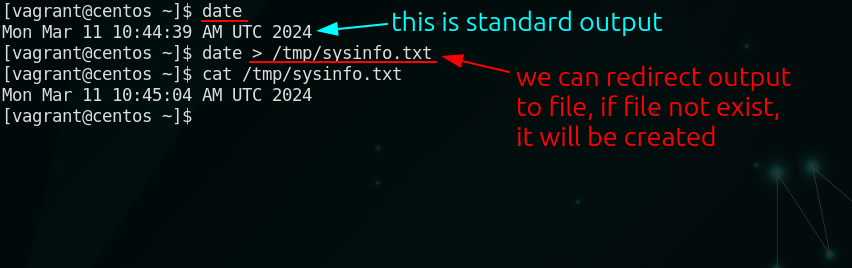 [vagrant@centos ~]$ date
Mon Mar 11 10:44:39 AM UTC 2024
this is standard output
[vagrant@centos ~]$ date > /tmp/sysinfo.txt
[vagrant@centos ~]$ cat /tmp/sysinfo.txt
Mon Mar 11 10:45:04 AM UTC 2024
[vagrant@centos ~]$
we can redirect output
to file, if file not exist,
it will be created